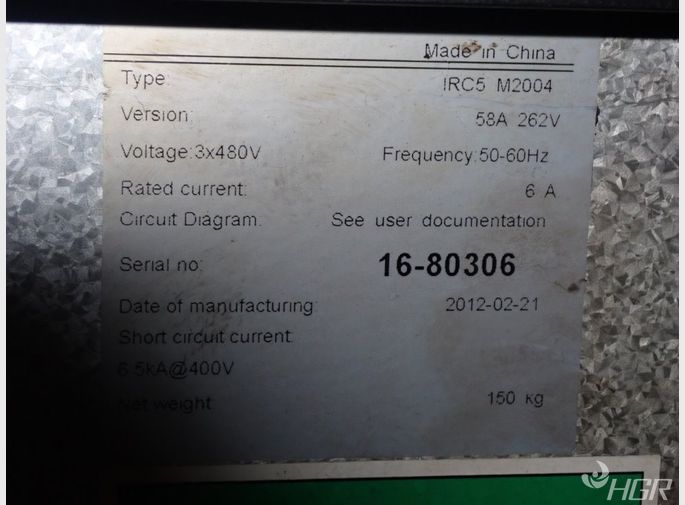 Made in China
Type: IRC5 M2004
Version: 58A 262V
Voltage:3x480V Frequency:50-60Hz
Rated current: 6 A
Circuit Diagram. See user documentation
Serial no: 16-80306
Date of manufacturing: 2012-02-21
Short circuit current:
6.5kA@400V
Net weight: 150 kg
HGR